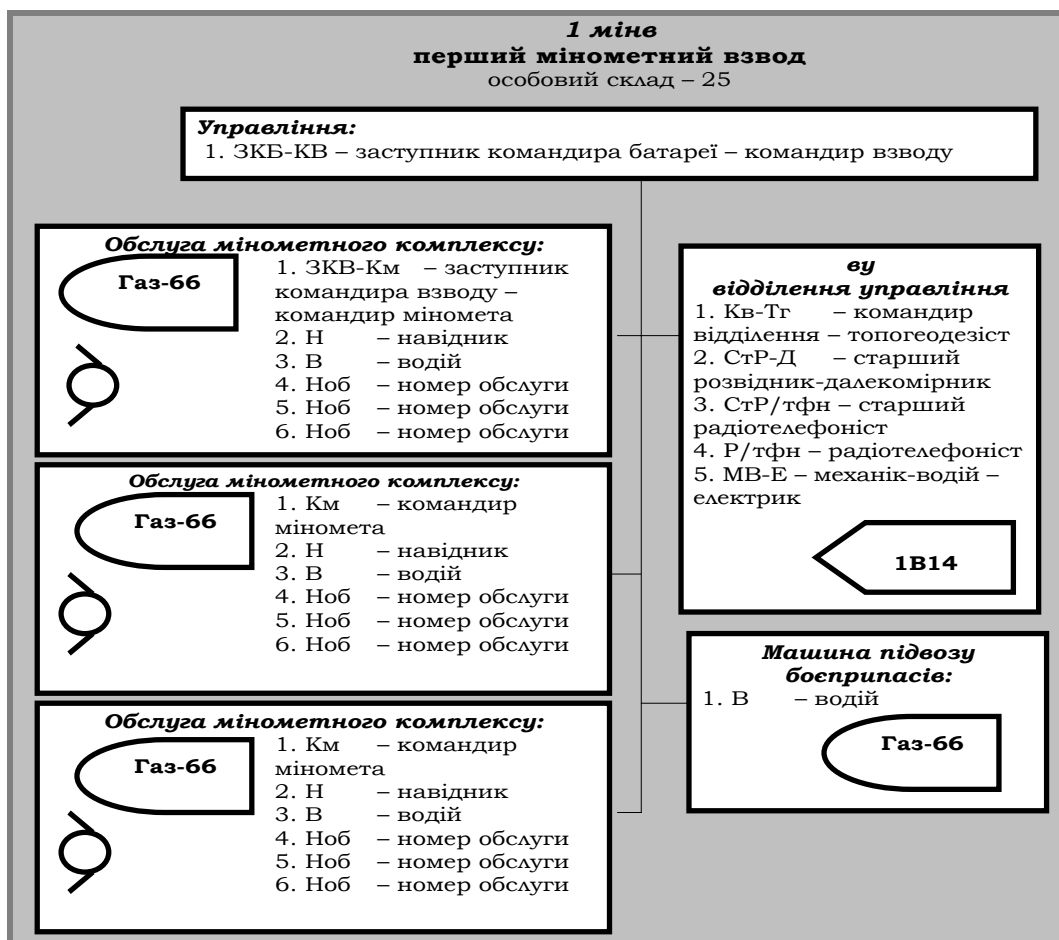 1 мінв
перший мінометний взвод
особовий склад – 25
Управління:
1. ЗКБ-КВ – заступник командира батареї – командир взводу
Обслуга мінометного комплексу:
Газ-66
1. ЗКВ-Км – заступник
командира взводу –
командир міномета
2. Н – навідник
3. В – водій
4. Ноб – номер обслуги
5. Ноб – номер обслуги
6. Ноб – номер обслуги
Обслуга мінометного комплексу:
Газ-66
1. Км – командир
міномета
2. Н – навідник
3. В – водій
4. Ноб – номер обслуги
5. Ноб – номер обслуги
6. Ноб – номер обслуги
Обслуга мінометного комплексу:
Газ-66
1. Км – командир
міномета
2. Н – навідник
3. В – водій
4. Ноб – номер обслуги
5. Ноб – номер обслуги
6. Ноб – номер обслуги
ву
відділення управління
1. Кв-Тг – командир
відділення – топогеодезіст
2. СтР-Д – старший
розвідник-далекомірник
3. СтР/тфн – старший
радіотелефоніст
4. Р/тфн – радіотелефоніст
5. МВ-Е – механік-водій –
електрик
1В14
Машина підвозу
боєприпасів:
1. В – водій
Газ-66